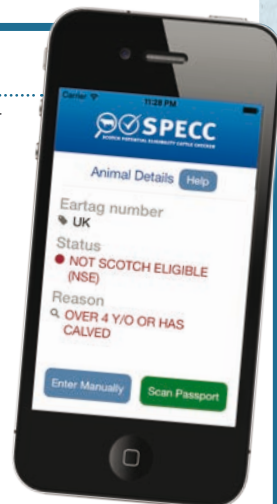 Carrier
11:28 PM
SPECC
SCOTCH POTENTIAL ELIGIBILITY CATTLE CHECKER
Animal Details
Help
Eartag number
UK
Status
NOT SCOTCH ELIGIBLE
(NSE)
Reason
OVER 4 Y/O OR HAS
CALVED
Enter Manually
Scan Passport